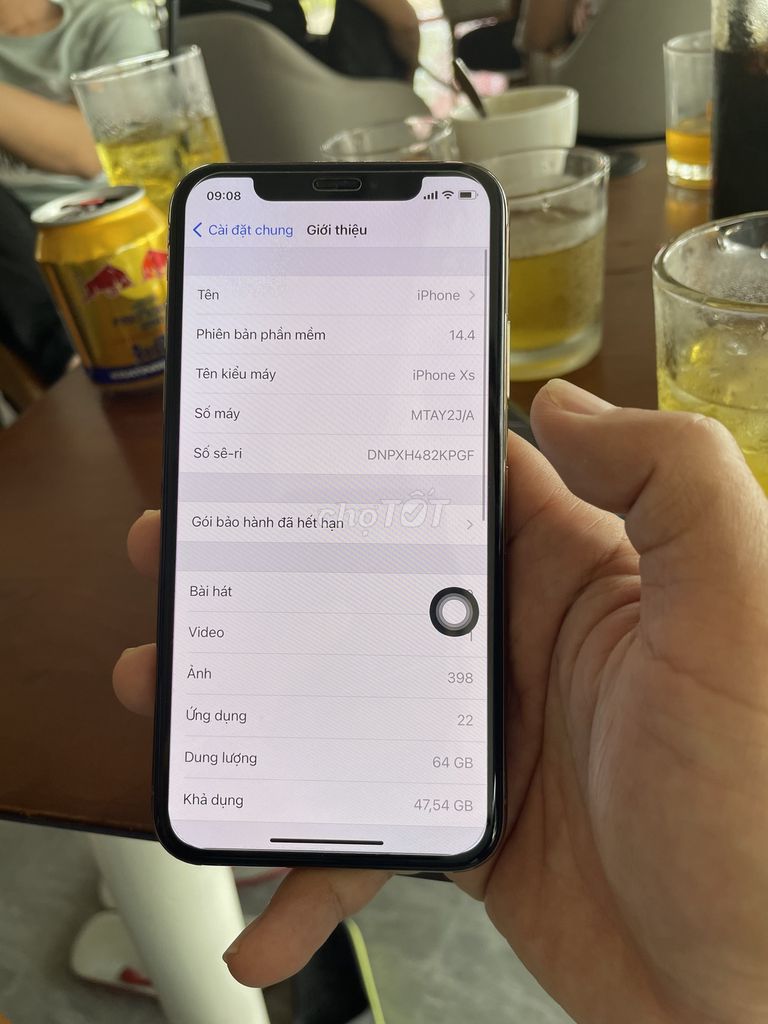 09:08
Cài đặt chung Giới thiệu
Tên iPhone
Phiên bản phần mềm 14.4
Tên kiểu máy iPhone Xs
Số máy MTAY2J/A
Số sê-ri DNPXH482KPGF
chợTỐT
Gói bảo hành đã hết hạn
Bài hát
Video
Ảnh 398
Ứng dụng 22
Dung lượng 64 GB
Khả dụng 47,54 GB